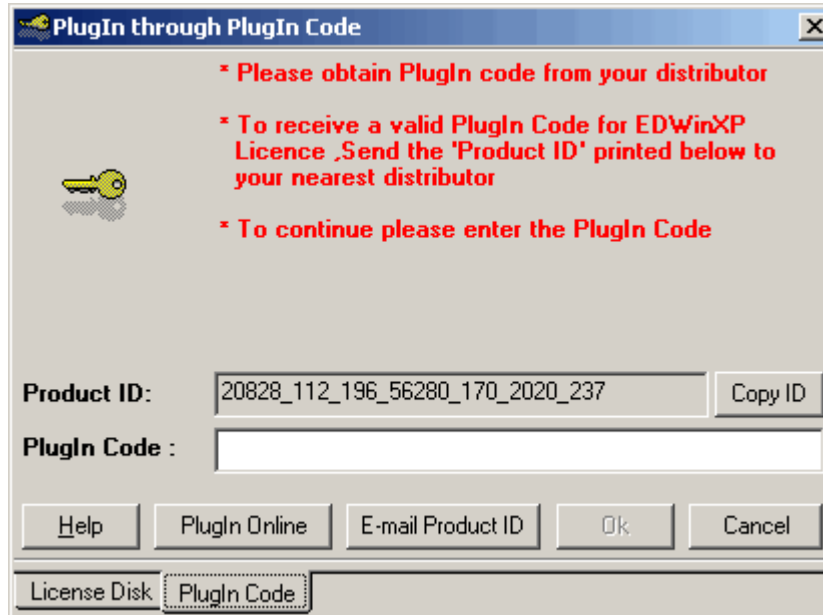 PlugIn through PlugIn Code
* Please obtain PlugIn code from your distributor
* To receive a valid PlugIn Code for EDWinXP
Licence ,Send the 'Product ID' printed below to
your nearest distributor
* To continue please enter the PlugIn Code
Product ID: 20828_112_196_56280_170_2020_237 Copy ID
PlugIn Code :
Help PlugIn Online E-mail Product ID Ok Cancel
License Disk PlugIn Code